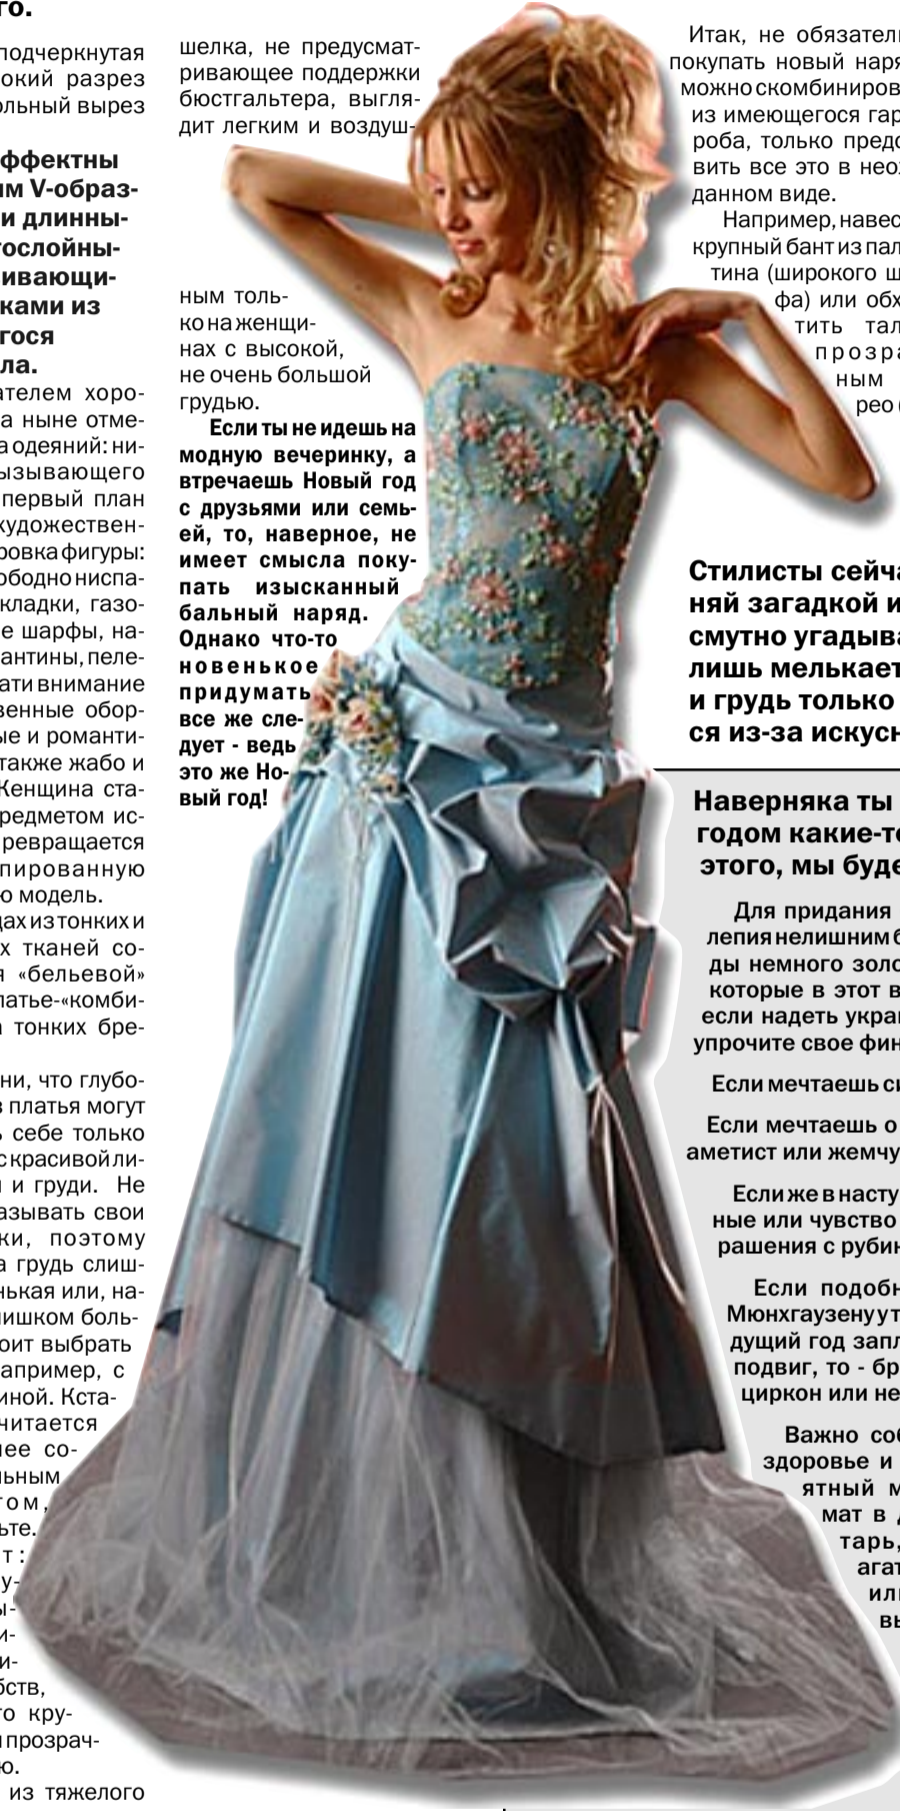 го.
подчеркнутая
окий разрез
ольный вырез
ффектны
им V-образ-
и длинны-
гослойны-
ивающи-
ками из
гося
ла.
ателем хоро-
а ныне отме-
а одеяний: ни-
ызывающего
первый план
художествен-
ровка фигуры:
ободно ниспа-
кладки, газо-
е шарфы, на-
антины, пеле-
ати внимание
венные обор-
ые и романти-
также жабо и
Женщина ста-
редметом ис-
ревращается
пированную
ю модель.
дах из тонких и
х тканей со-
я «бельевой»
латье-«комби-
тонких бре-
ни, что глубо-
з платья могут
ь себе только
с красивой ли-
и и груди. Не
азывать свои
ки, поэтому
а грудь слиш-
нькая или, на-
лишком боль-
оит выбрать
апример, с
иной. Кста-
читается
нее со-
льным
том,
ьте.
т:
у-
ы-
и-
и-
бств,
го кру-
прозрач-
ю.
из тяжелого
шелка, не предусмат-
ривающее поддержки
бюстгальтера, выгля-
дит легким и воздуш-
ным толь-
ко на женщи-
нах с высокой,
не очень большой
грудью.
Если ты не идешь на
модную вечеринку, а
втречаешь Новый год
с друзьями или семь-
ей, то, наверное, не
имеет смысла поку-
пать изысканный
бальный наряд.
Однако что-то
новенькое
придумать
все же сле-
дует - ведь
это же Но-
вый год!
Итак, не обязатель
покупать новый наря
можно скомбинирова
из имеющегося гар
роба, только предс
вить все это в неож
данном виде.
Например, навес
крупный бант из пал
тина (широкого ш
фа) или обх
тить тал
прозра
ным
рео (
Стилисты сейча
няй загадкой и
смутно угадыва
лишь мелькает
и грудь только
ся из-за искусн
Наверняка ты
годом какие-то
этого, мы буде
Для придания
лепия нелишним б
ды немного золо
которые в этот в
если надеть укра
упрочите свое фин
Если мечтаешь си
Если мечтаешь о
аметист или жемчу
Если же в насту
ные или чувство
рашения с рубин
Если подобн
Мюнхгаузену ут
дущий год запл
подвиг, то - бр
циркон или не
Важно соб
здоровье и
ятный м
мат в д
тарь,
агат
или
вы